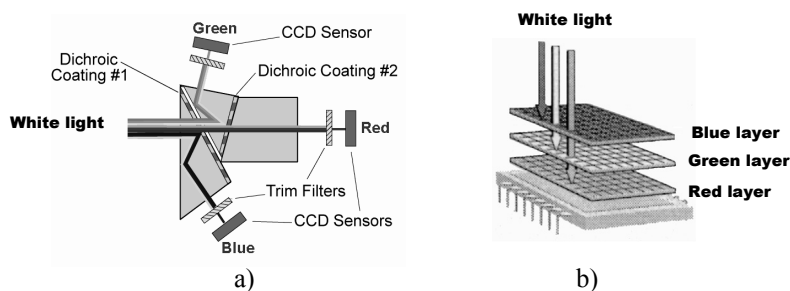 Green
CCD Sensor
Dichroic
Coating #1
Dichroic Coating #2
White light
Red
Trim Filters
CCD Sensors
Blue
a)
White light
Blue layer
Green layer
Red layer
b)